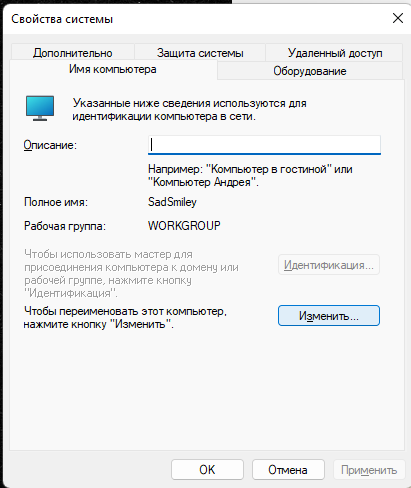 Свойства системы
Дополнительно
Защита системы
Удаленный доступ
Имя компьютера
Оборудование
Указанные ниже сведения используются для
идентификации компьютера в сети.
Описание:
Например: "Компьютер в гостиной" или
"Компьютер Андрея".
Полное имя:
SadSmiley
Рабочая группа:
WORKGROUP
Чтобы использовать мастер для
присоединения компьютера к домену или
рабочей группе, нажмите кнопку
"Идентификация".
Идентификация...
Чтобы переименовать этот компьютер,
нажмите кнопку "Изменить".
Изменить...
OK
Отмена
Применить